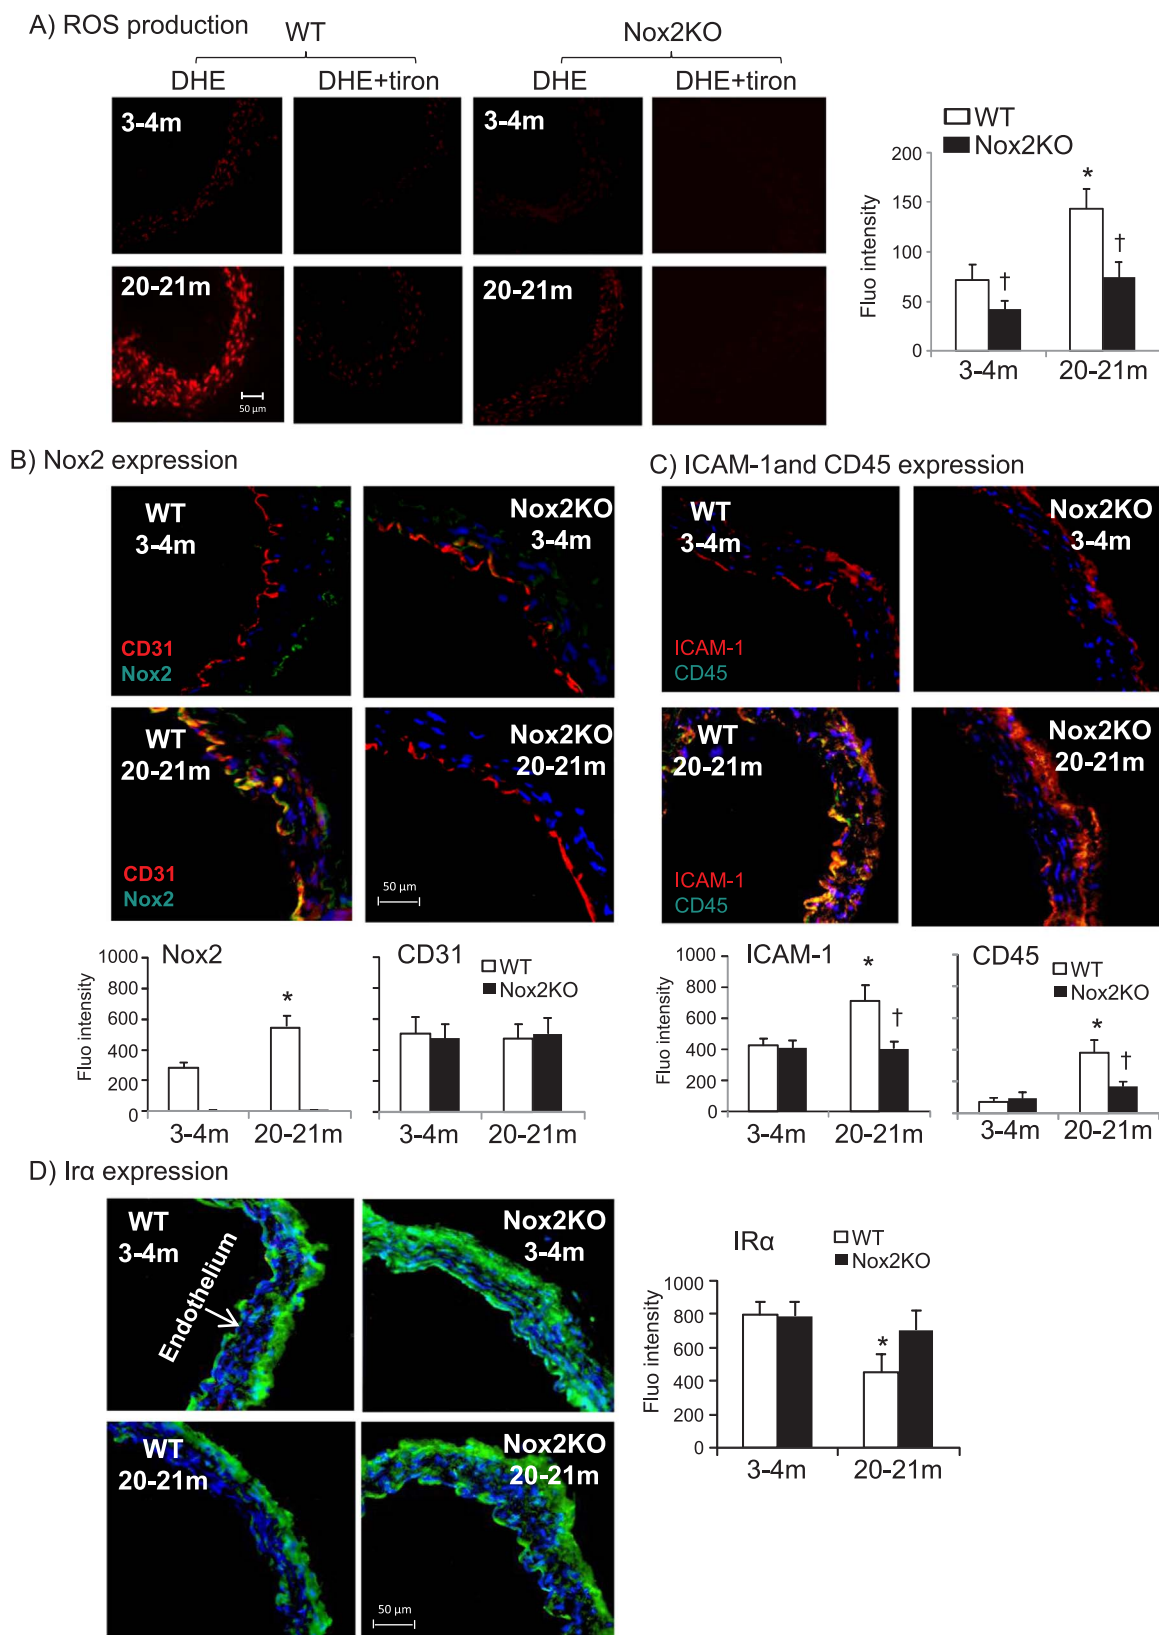 A) ROS production
WT
Nox2KO
DHE
DHE+tiron
DHE
DHE+tiron
3-4m
3-4m
20-21m
50 µm
20-21m
WT
Nox2KO
200
150
100
50
0
Fluo intensity
*
†
†
3-4m
20-21m
B) Nox2 expression
WT
3-4m
CD31
Nox2
Nox2KO
3-4m
WT
20-21m
CD31
Nox2
Nox2KO
20-21m
50 µm
Nox2
1000
800
600
400
200
0
Fluo intensity
*
3-4m
20-21m
CD31
WT
Nox2KO
3-4m
20-21m
C) ICAM-1and CD45 expression
WT
3-4m
ICAM-1
CD45
Nox2KO
3-4m
WT
20-21m
ICAM-1
CD45
Nox2KO
20-21m
ICAM-1
1000
800
600
400
200
0
Fluo intensity
*
†
3-4m
20-21m
CD45
WT
Nox2KO
*
†
3-4m
20-21m
D) Irα expression
WT
3-4m
Endothelium
Nox2KO
3-4m
WT
20-21m
Nox2KO
20-21m
50 µm
IRα
WT
Nox2KO
1000
800
600
400
200
0
Fluo intensity
*
3-4m
20-21m